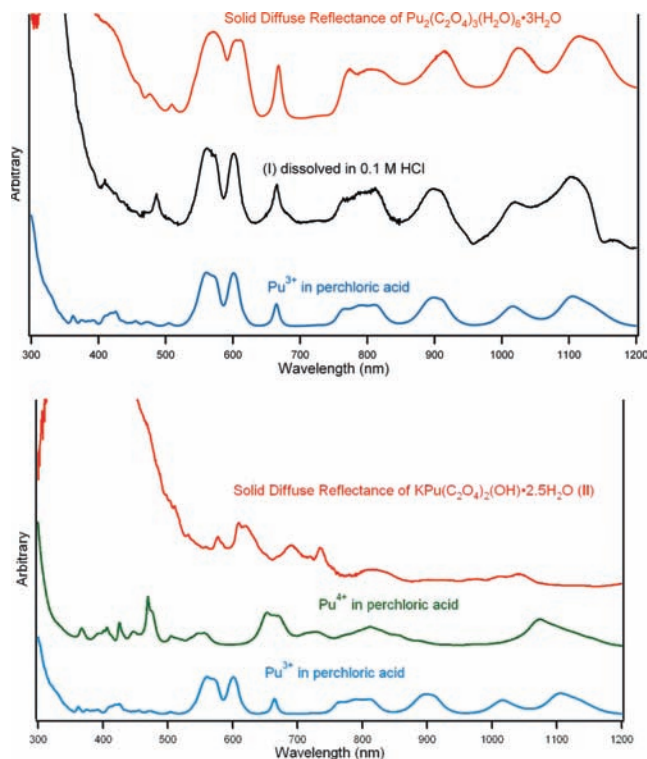 Solid Diffuse Reflectance of Pu₂(C₂O₄)₃(H₂O)₆•3H₂O
(I) dissolved in 0.1 M HCl
Pu³⁺ in perchloric acid
Arbitrary
300 400 500 600 700 800 900 1000 1100 1200
Wavelength (nm)
Solid Diffuse Reflectance of KPu(C₂O₄)₂(OH)•2.5H₂O (II)
Pu⁴⁺ in perchloric acid
Pu³⁺ in perchloric acid
Arbitrary
300 400 500 600 700 800 900 1000 1100 1200
Wavelength (nm)